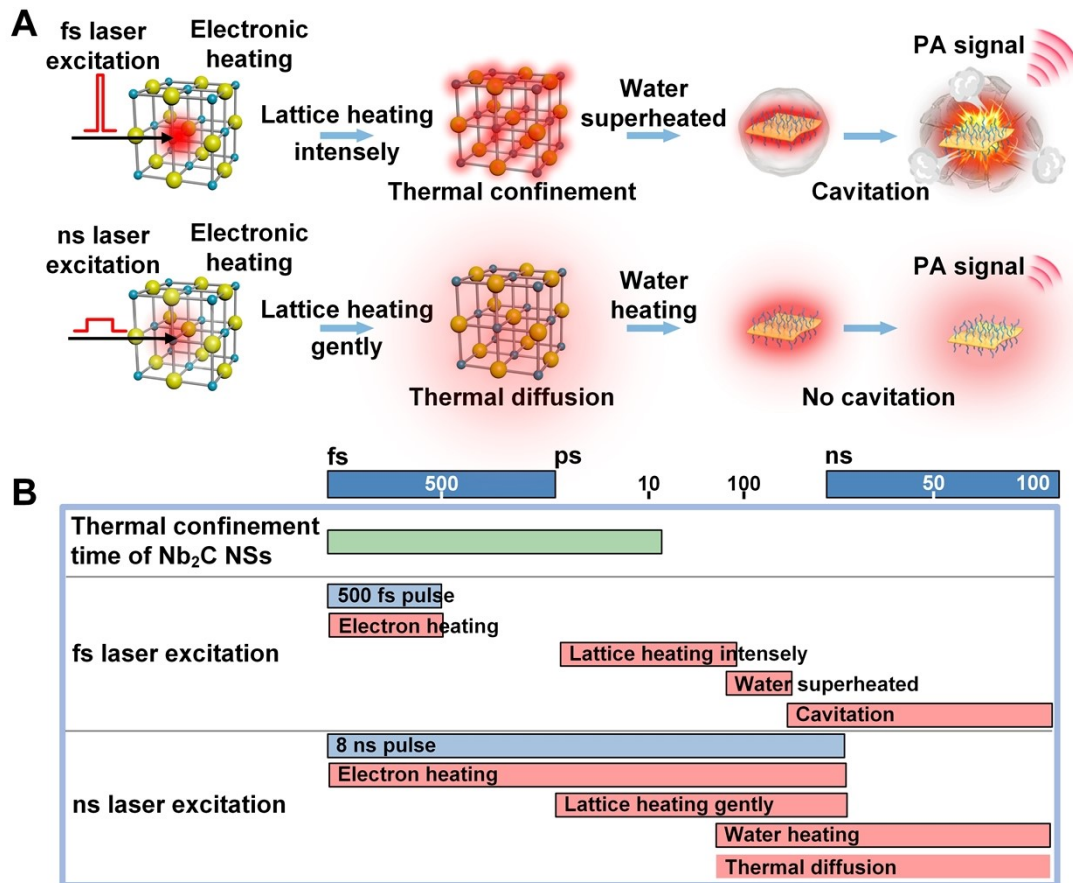 A
fs laser
excitation
Electronic
heating
Lattice heating
intensely
Thermal confinement
Water
superheated
Cavitation
PA signal
ns laser
excitation
Electronic
heating
Lattice heating
gently
Thermal diffusion
Water
heating
No cavitation
PA signal
B
fs
ps
ns
500
10
100
50
100
Thermal confinement
time of Nb₂C NSs
fs laser excitation
500 fs pulse
Electron heating
Lattice heating intensely
Water superheated
Cavitation
ns laser excitation
8 ns pulse
Electron heating
Lattice heating gently
Water heating
Thermal diffusion